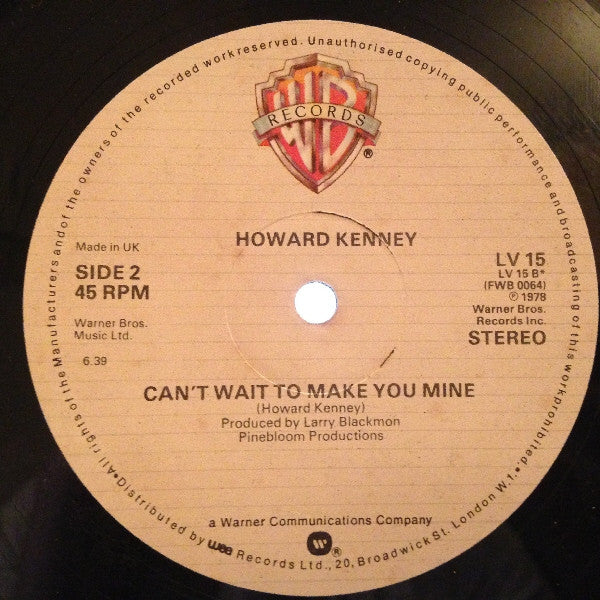 All rights of the Manufacturers and of the owners of the recorded work reserved. Unauthorised copying public performance and broadcasting of this work prohibited.
WB
RECORDS
®
HOWARD KENNEY
Made in UK
SIDE 2
45 RPM
Warner Bros.
Music Ltd.
6.39
LV 15
LV 15 B*
(FWB 0064)
℗ 1978
Warner Bros.
Records Inc.
STEREO
CAN'T WAIT TO MAKE YOU MINE
(Howard Kenney)
Produced by Larry Blackmon
Pinebloom Productions
a Warner Communications Company
®
•Distributed by wea Records Ltd., 20, Broadwick St. London W.1.•